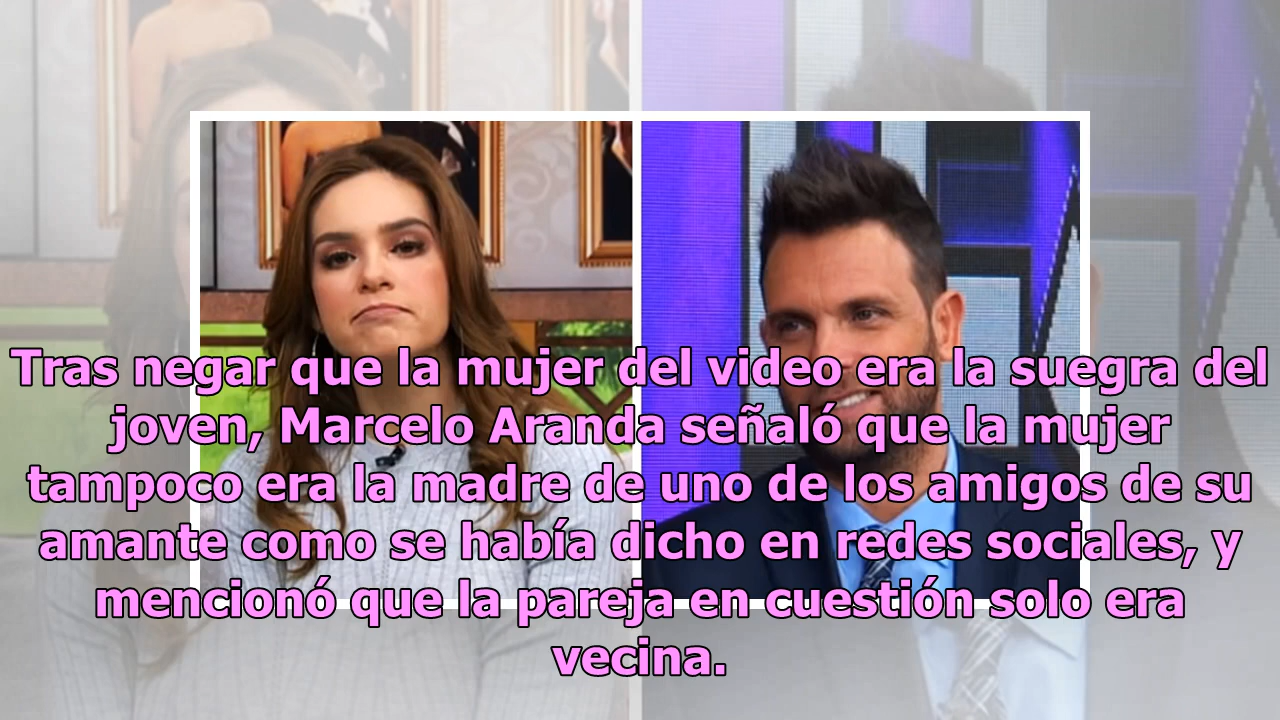 Tras negar que la mujer del video era la suegra del
joven, Marcelo Aranda señaló que la mujer
tampoco era la madre de uno de los amigos de su
amante como se había dicho en redes sociales, y
mencionó que la pareja en cuestión solo era
vecina.